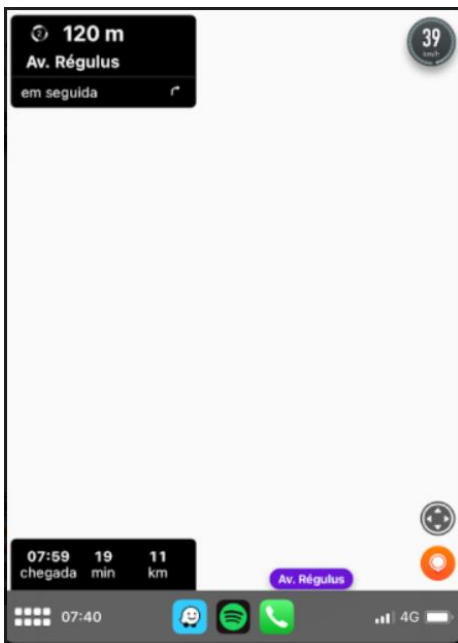 2 120 m
39
km/h
Av. Régulus
em seguida
07:59 19 11
chegada min km
Av. Régulus
07:40
4G